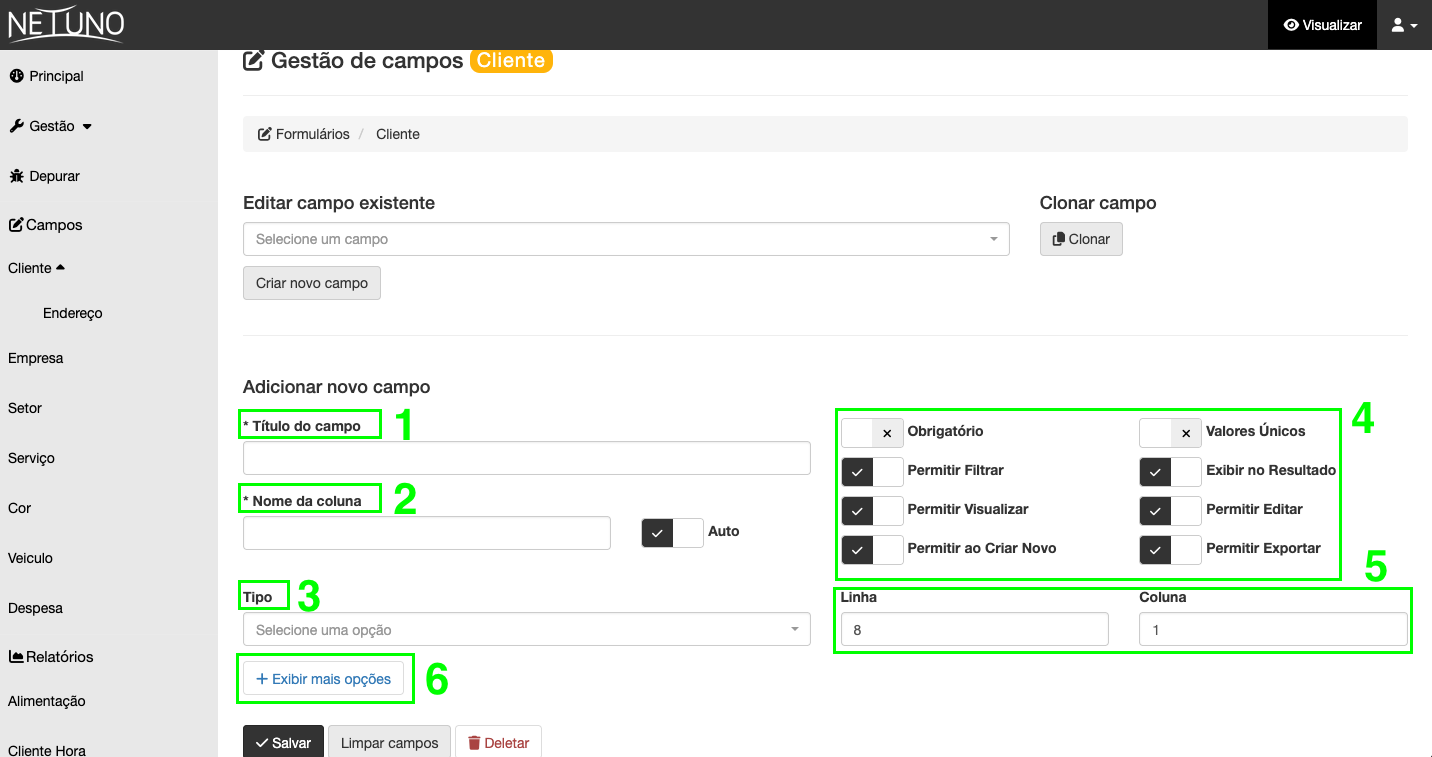 NETUNO
Visualizar
Principal
Gestão
Depurar
Campos
Cliente
Endereço
Empresa
Setor
Serviço
Cor
Veiculo
Despesa
Relatórios
Alimentação
Cliente Hora
Gestão de campos Cliente
Formulários / Cliente
Editar campo existente
Selecione um campo
Criar novo campo
Clonar campo
Clonar
Adicionar novo campo
* Título do campo 1
* Nome da coluna 2
Auto
Tipo 3
Selecione uma opção
+ Exibir mais opções 6
Salvar Limpar campos Deletar
4
Obrigatório Valores Únicos
Permitir Filtrar Exibir no Resultado
Permitir Visualizar Permitir Editar
Permitir ao Criar Novo Permitir Exportar
5
Linha Coluna
8 1